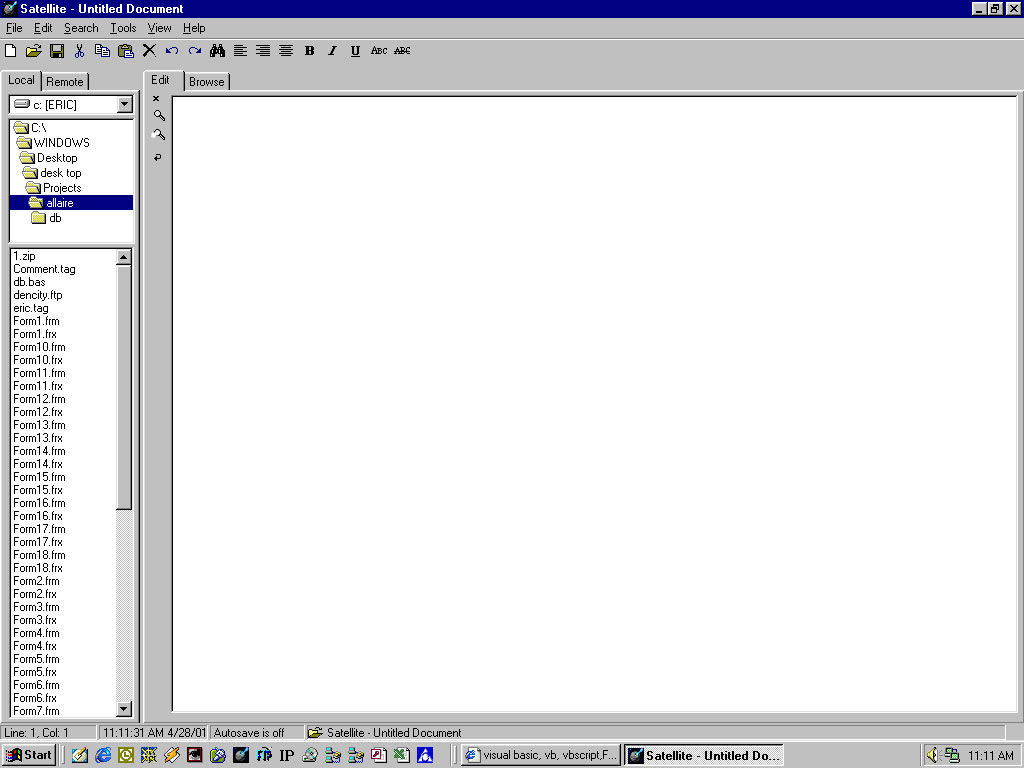 Satellite - Untitled Document
File Edit Search Tools View Help
B I U ABC ABC
Local Remote
Edit Browse
c: [ERIC]
C:\
WINDOWS
Desktop
desk top
Projects
allaire
db
1.zip
Comment.tag
db.bas
dencity.ftp
eric.tag
Form1.frm
Form1.frx
Form10.frm
Form10.frx
Form11.frm
Form11.frx
Form12.frm
Form12.frx
Form13.frm
Form13.frx
Form14.frm
Form14.frx
Form15.frm
Form15.frx
Form16.frm
Form16.frx
Form17.frm
Form17.frx
Form18.frm
Form18.frx
Form2.frm
Form2.frx
Form3.frm
Form3.frx
Form4.frm
Form4.frx
Form5.frm
Form5.frx
Form6.frm
Form6.frx
Form7.frm
Line: 1, Col: 1 11:11:31 AM 4/28/01 Autosave is off Satellite - Untitled Document
Start IP visual basic, vb, vbscript,F... Satellite - Untitled Do... 11:11 AM